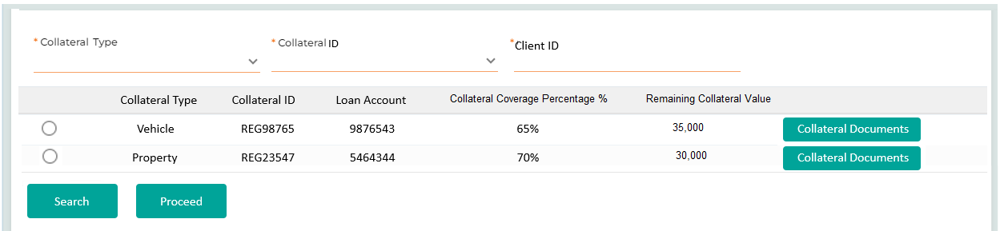 * Collateral Type * Collateral ID * Client ID
Collateral Type Collateral ID Loan Account Collateral Coverage Percentage % Remaining Collateral Value
Vehicle REG98765 9876543 65% 35,000 Collateral Documents
Property REG23547 5464344 70% 30,000 Collateral Documents
Search Proceed